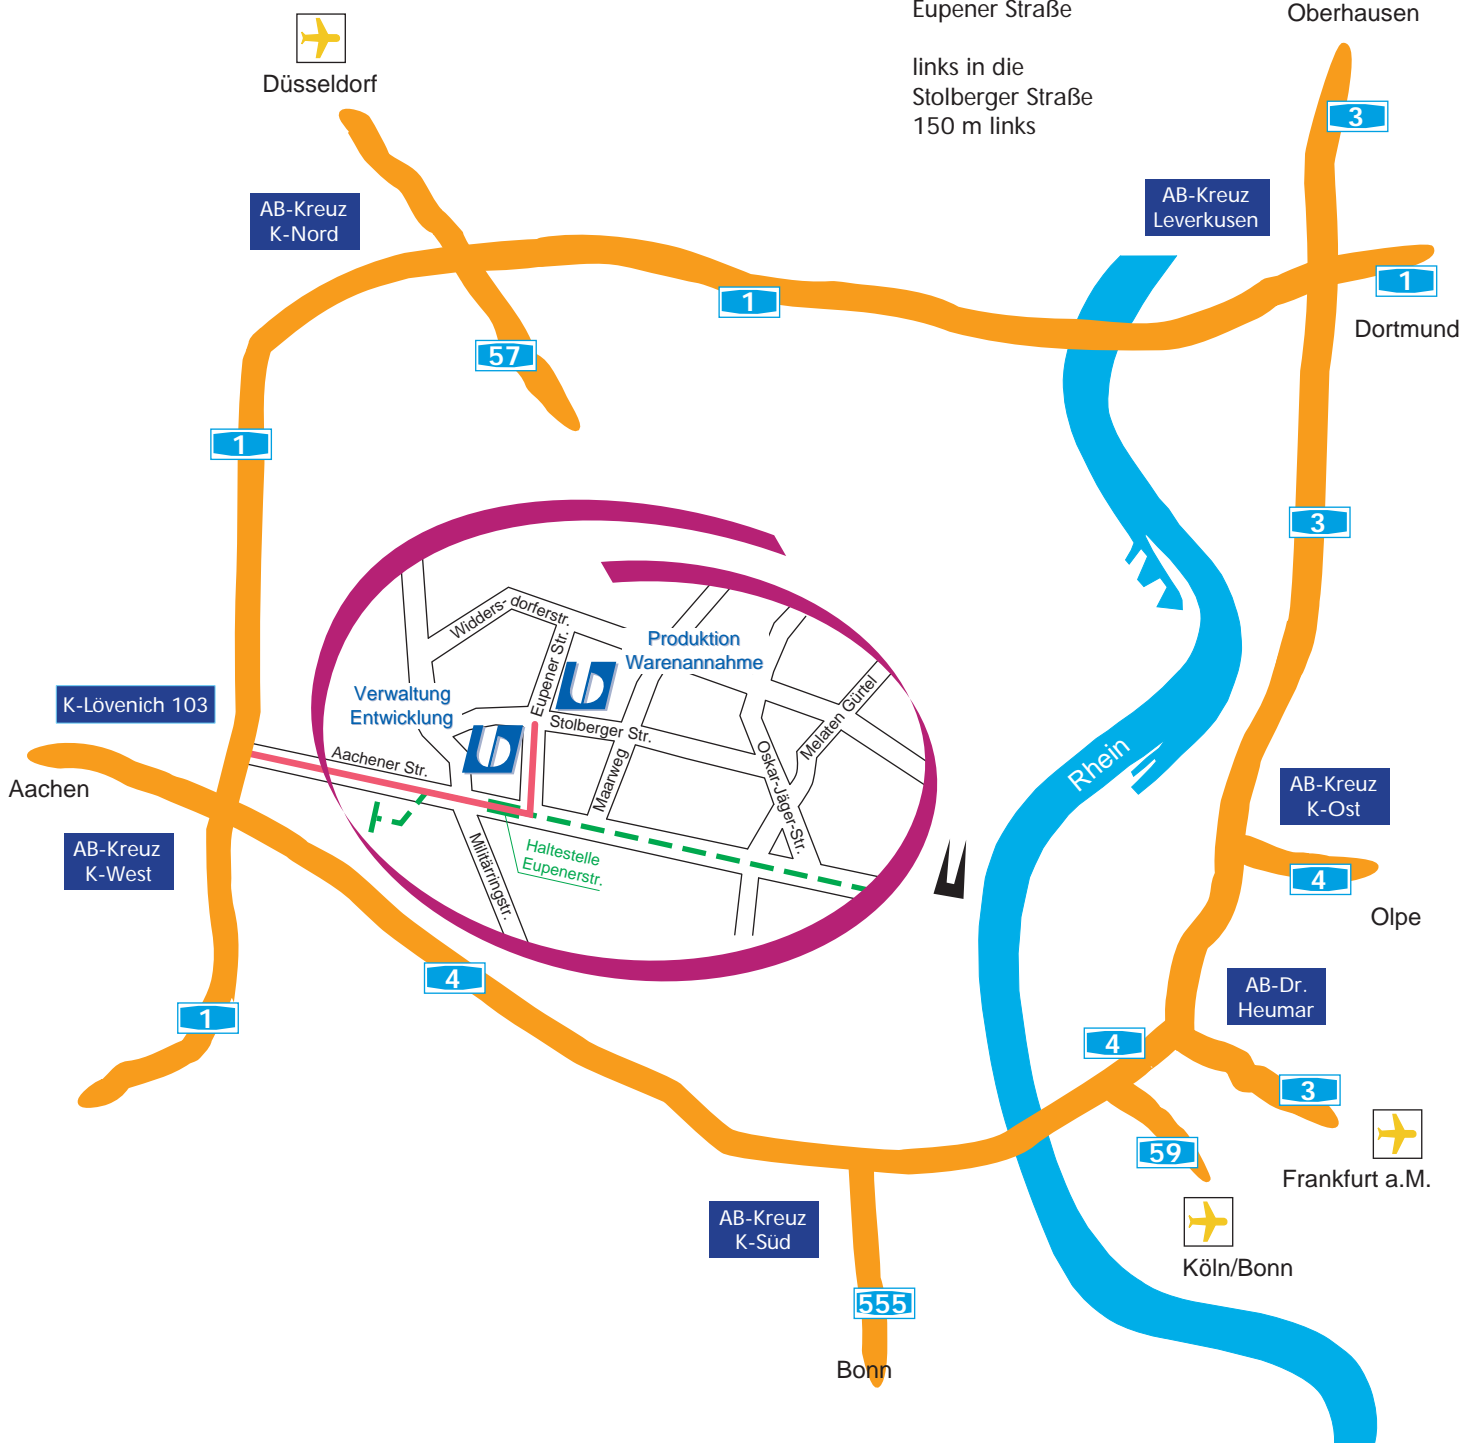 Eupener Straße
links in die
Stolberger Straße
150 m links
Oberhausen
Düsseldorf
3
AB-Kreuz
K-Nord
AB-Kreuz
Leverkusen
1
1
Dortmund
57
1
3
Widders- dorferstr.
Eupener Str.
Produktion
Warenannahme
Verwaltung
Entwicklung
Stolberger Str.
Melaten Gürtel
K-Lövenich 103
Aachener Str.
Maarweg
Oskar-Jäger-Str.
Rhein
Aachen
AB-Kreuz
K-Ost
AB-Kreuz
K-West
Militärringstr.
Haltestelle
Eupenerstr.
4
Olpe
4
1
AB-Dr.
Heumar
4
3
59
Frankfurt a.M.
AB-Kreuz
K-Süd
Köln/Bonn
555
Bonn